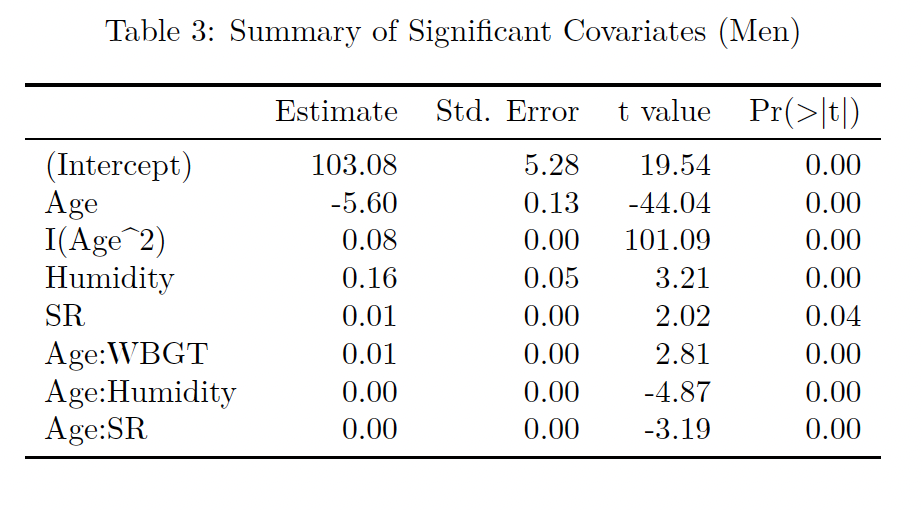 Table 3: Summary of Significant Covariates (Men)
Estimate Std. Error t value Pr(>|t|)
(Intercept) 103.08 5.28 19.54 0.00
Age -5.60 0.13 -44.04 0.00
I(Age^2) 0.08 0.00 101.09 0.00
Humidity 0.16 0.05 3.21 0.00
SR 0.01 0.00 2.02 0.04
Age:WBGT 0.01 0.00 2.81 0.00
Age:Humidity 0.00 0.00 -4.87 0.00
Age:SR 0.00 0.00 -3.19 0.00